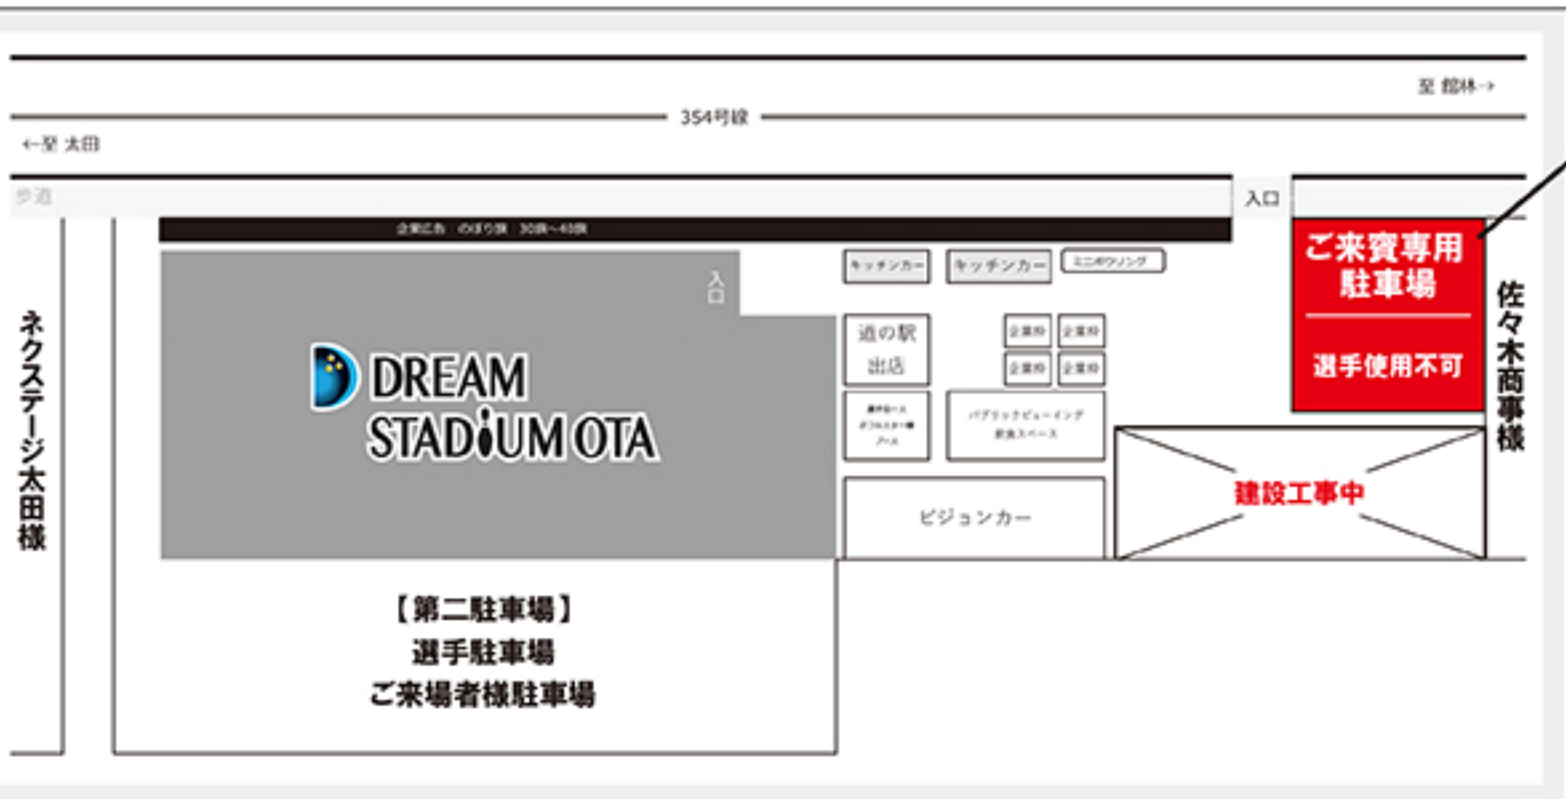 至 館林→
354号線
←至 太田
歩道
入口
企業広告 のぼり旗 30旗~40旗
入口
キッチンカー
キッチンカー
ミニボウリング
ご来賓専用
駐車場
選手使用不可
佐々木商事様
ネクステージ太田様
DREAM
STADIUM OTA
道の駅
出店
企業枠
企業枠
企業枠
企業枠
パブリックビューイング
飲食スペース
ビジョンカー
建設工事中
【第二駐車場】
選手駐車場
ご来場者様駐車場